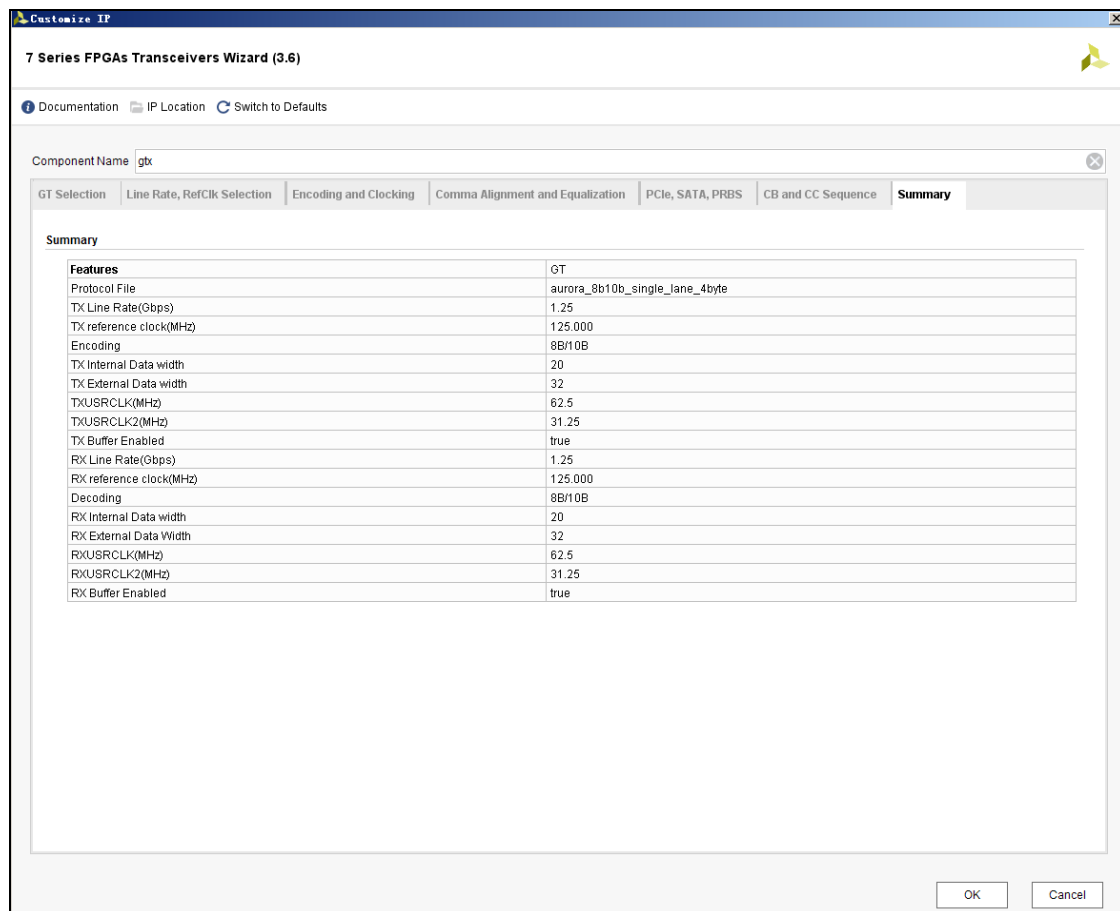 Customize IP
7 Series FPGAs Transceivers Wizard (3.6)
Documentation IP Location Switch to Defaults
Component Name gtx
GT Selection Line Rate, RefClk Selection Encoding and Clocking Comma Alignment and Equalization PCIe, SATA, PRBS CB and CC Sequence Summary
Summary
Features GT
Protocol File aurora_8b10b_single_lane_4byte
TX Line Rate(Gbps) 1.25
TX reference clock(MHz) 125.000
Encoding 8B/10B
TX Internal Data width 20
TX External Data width 32
TXUSRCLK(MHz) 62.5
TXUSRCLK2(MHz) 31.25
TX Buffer Enabled true
RX Line Rate(Gbps) 1.25
RX reference clock(MHz) 125.000
Decoding 8B/10B
RX Internal Data width 20
RX External Data Width 32
RXUSRCLK(MHz) 62.5
RXUSRCLK2(MHz) 31.25
RX Buffer Enabled true
OK Cancel